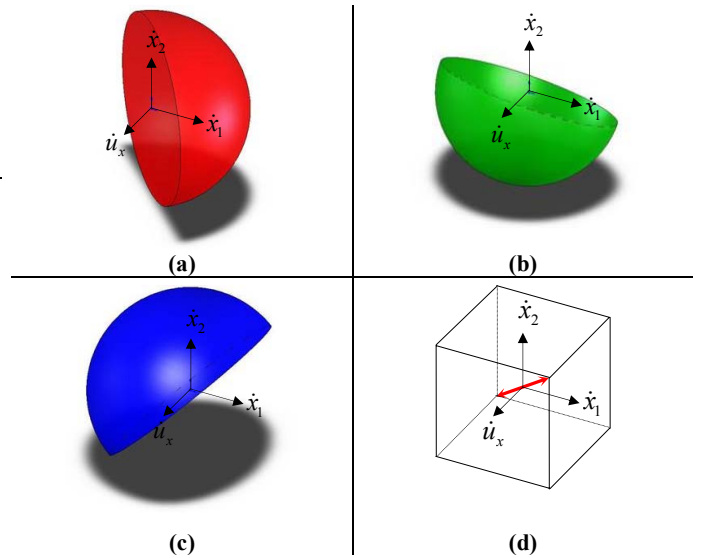 ẋ₂
ẋ₁
u̇ₓ
(a)
ẋ₂
ẋ₁
u̇ₓ
(b)
ẋ₂
ẋ₁
u̇ₓ
(c)
ẋ₂
ẋ₁
u̇ₓ
(d)